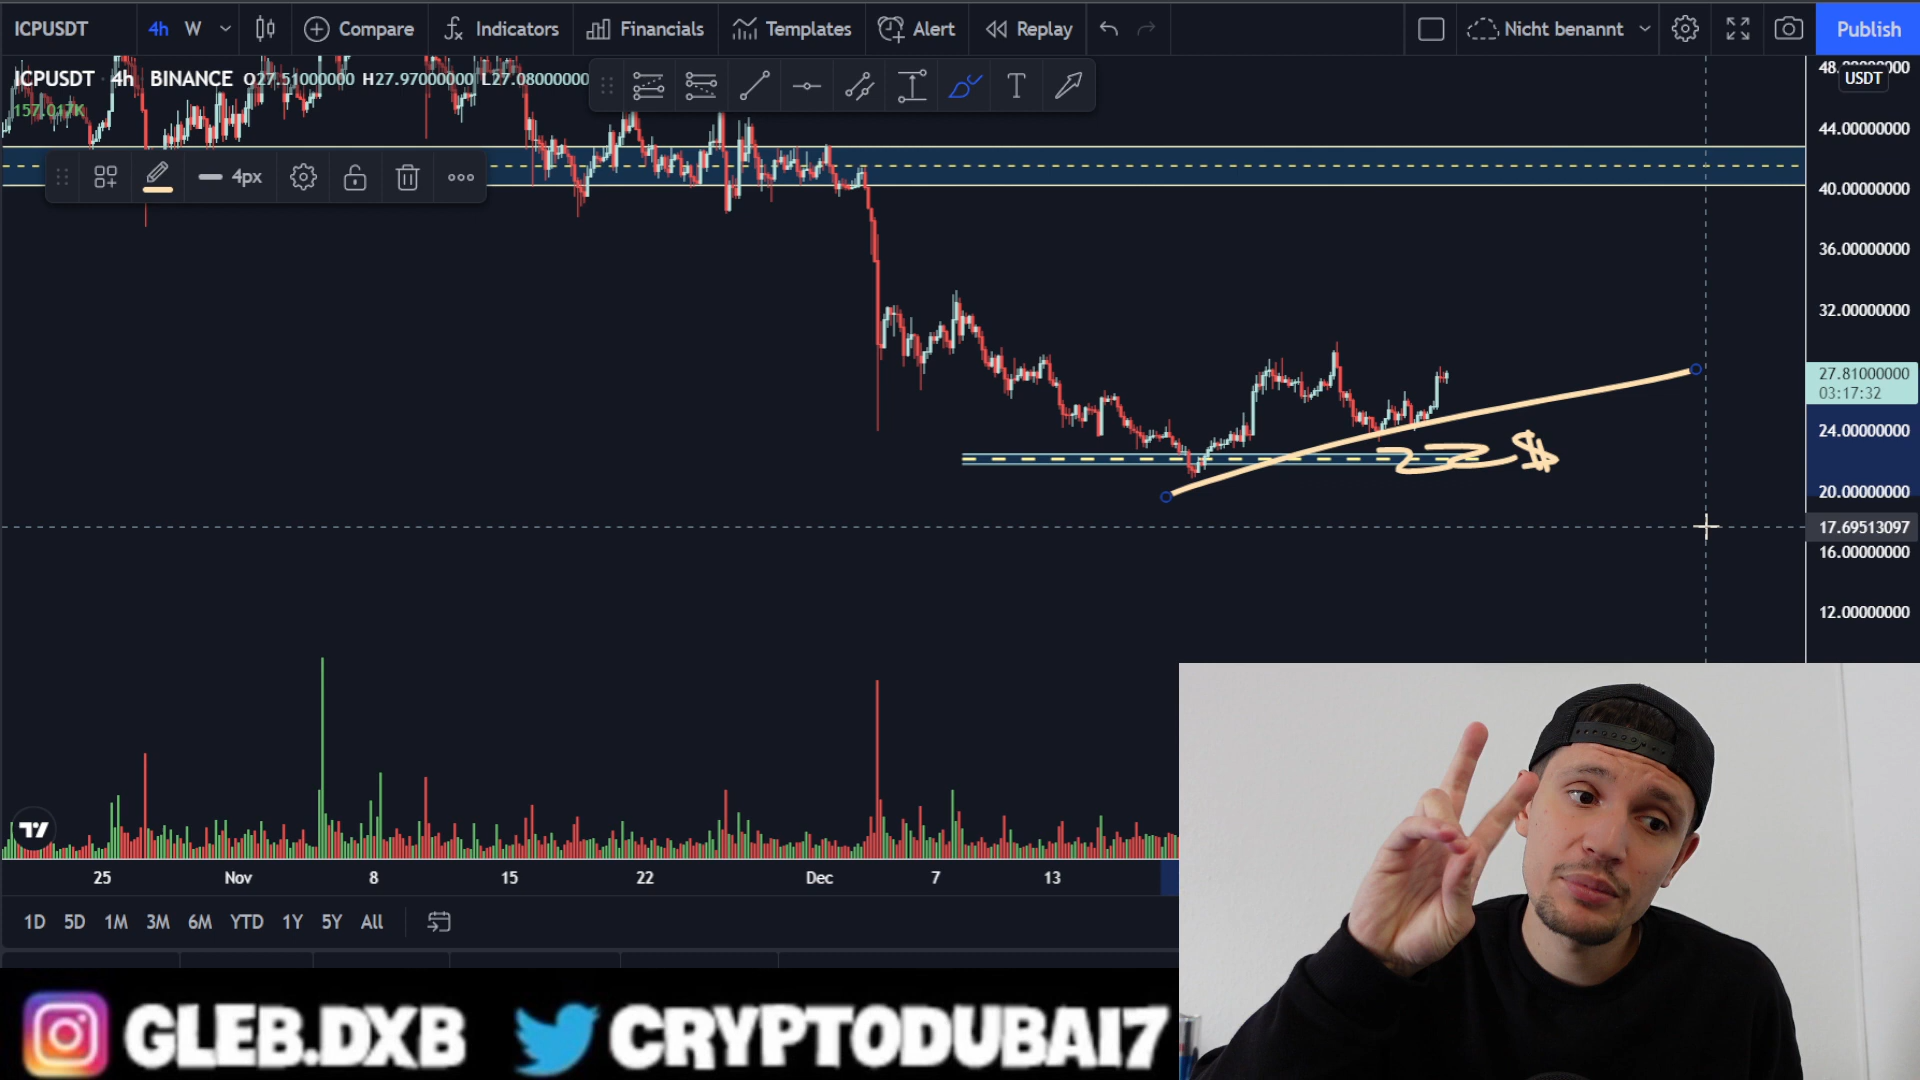 ICPUSDT 4h W Compare Indicators Financials Templates Alert Replay Nicht benannt Publish
ICPUSDT 4h BINANCE O27.51000000 H27.97000000 L27.08000000
157.017K
4px
T
USDT
44.00000000
40.00000000
36.00000000
32.00000000
27.81000000
03:17:32
24.00000000
22 $
20.00000000
17.69513097
16.00000000
12.00000000
25 Nov 8 15 22 Dec 7 13
1D 5D 1M 3M 6M YTD 1Y 5Y All
GLEB.DXB CRYPTODUBAI7